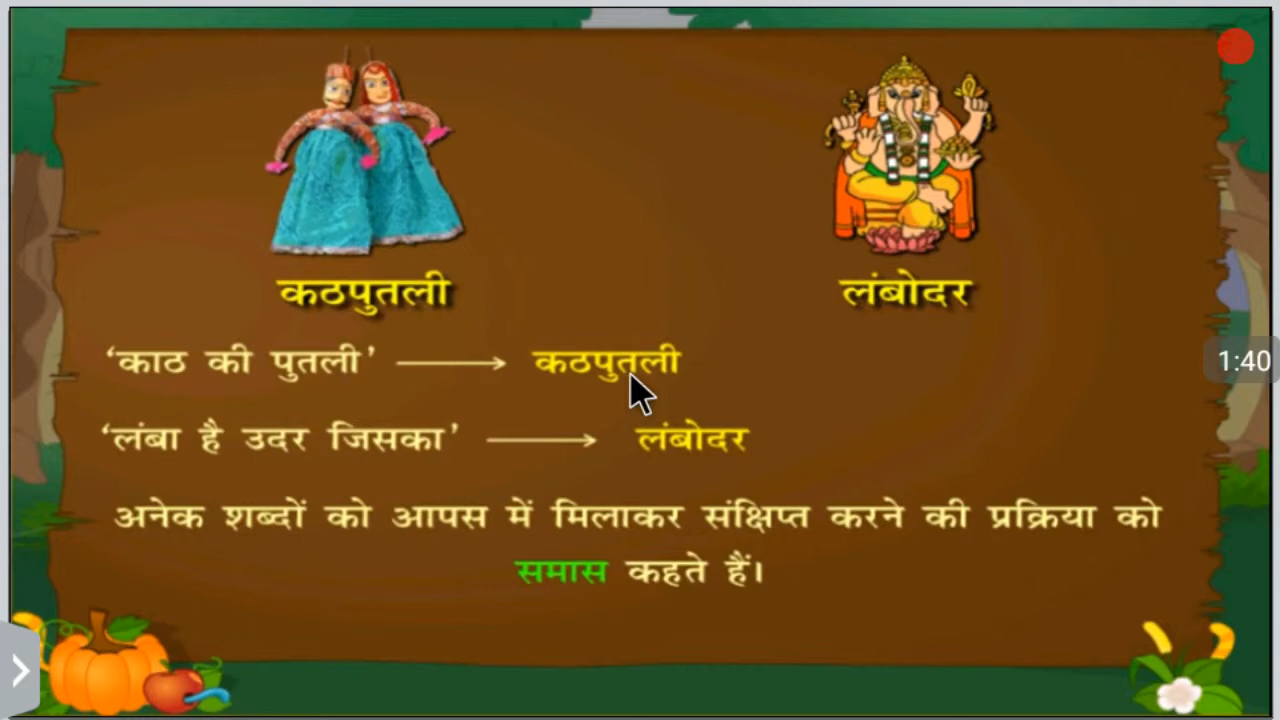 कठपुतली
लंबोदर
‘काठ की पुतली’ ⟶ कठपुतली
‘लंबा है उदर जिसका’ ⟶ लंबोदर
अनेक शब्दों को आपस में मिलाकर संक्षिप्त करने की प्रक्रिया को
समास कहते हैं।
1:40